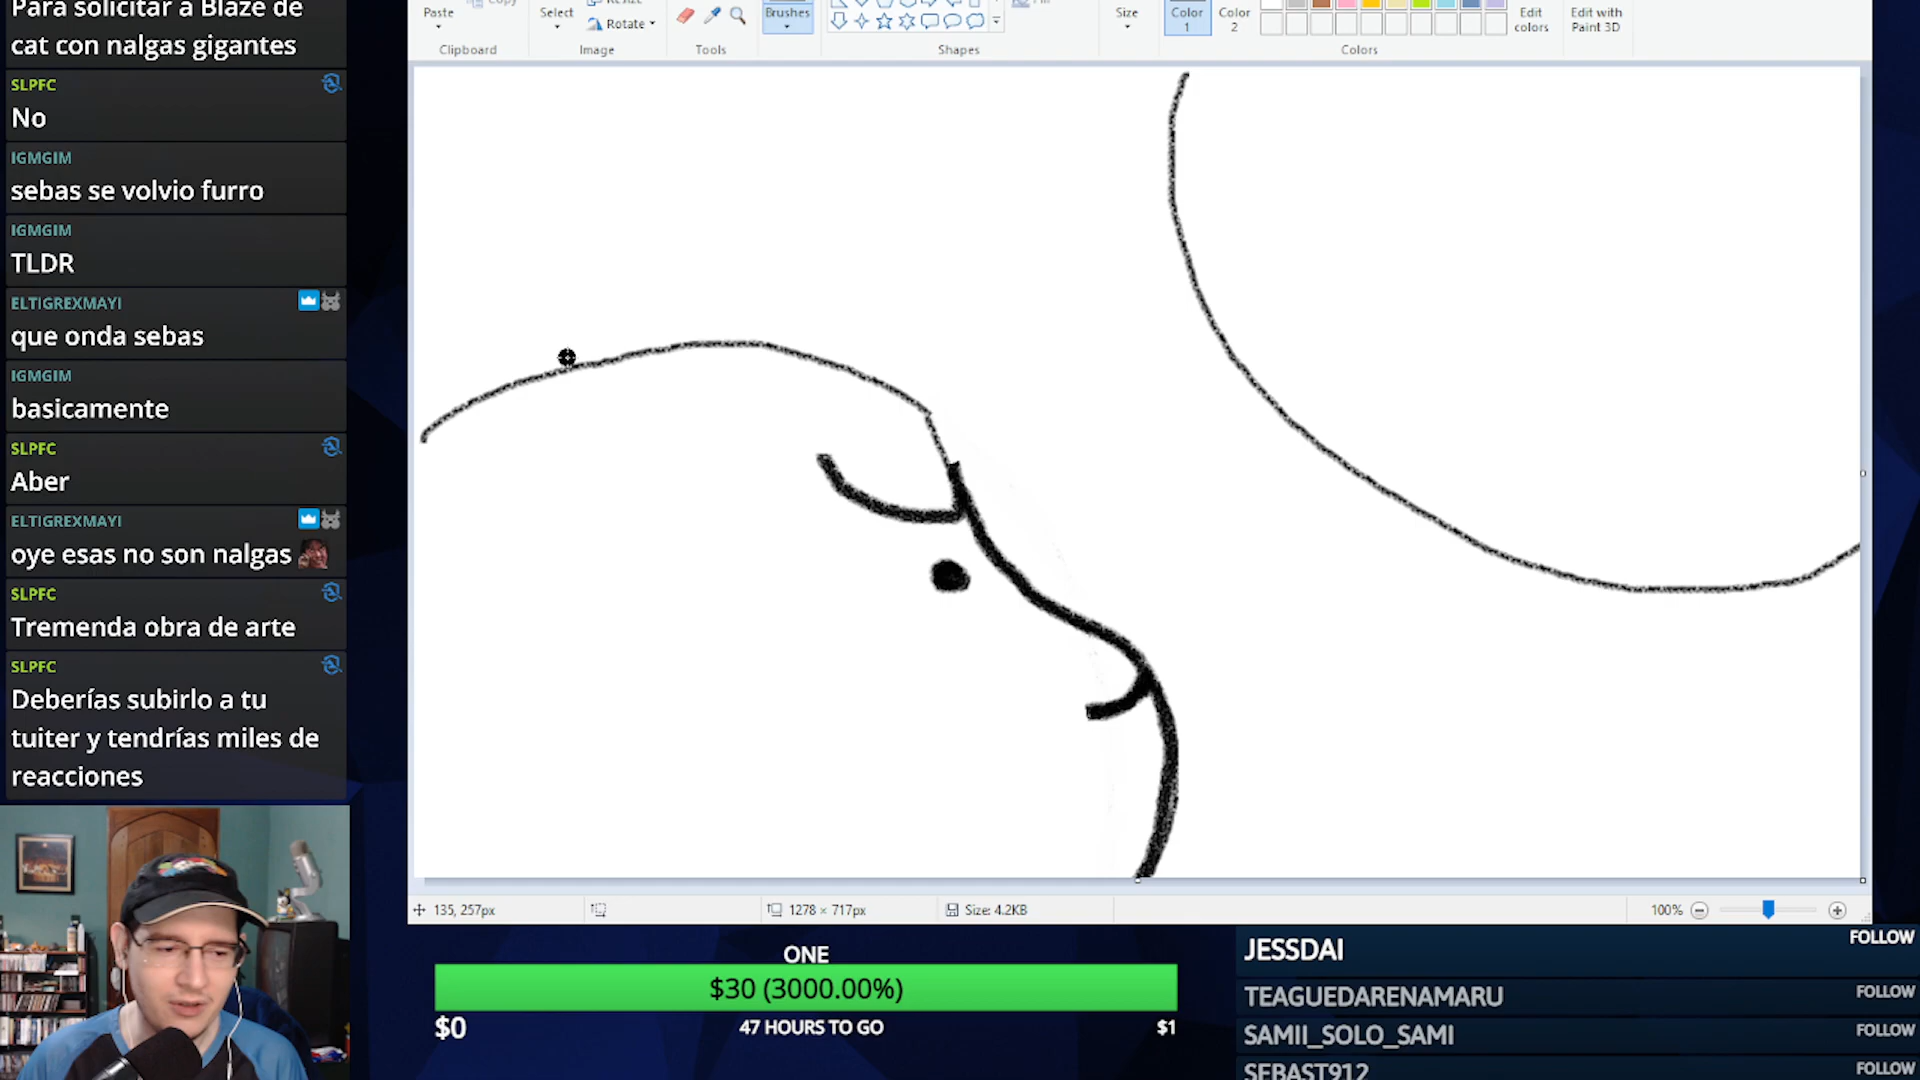 Para solicitar a Blaze de
cat con nalgas gigantes
SLPFC
No
IGMGIM
sebas se volvio furro
IGMGIM
TLDR
ELTIGREXMAYI
que onda sebas
IGMGIM
basicamente
SLPFC
Aber
ELTIGREXMAYI
oye esas no son nalgas
SLPFC
Tremenda obra de arte
SLPFC
Deberías subirlo a tu
tuiter y tendrías miles de
reacciones
Paste
Copy
Clipboard
Select
Resize
Rotate
Image
Tools
Brushes
Shapes
Fill
Size
Color
1
Color
2
Edit
colors
Colors
Edit with
Paint 3D
135, 257px
1278 × 717px
Size: 4.2KB
100%
ONE
$30 (3000.00%)
$0
47 HOURS TO GO
$1
JESSDAI FOLLOW
TEAGUEDARENAMARU FOLLOW
SAMII_SOLO_SAMI FOLLOW
SEBAST912 FOLLOW